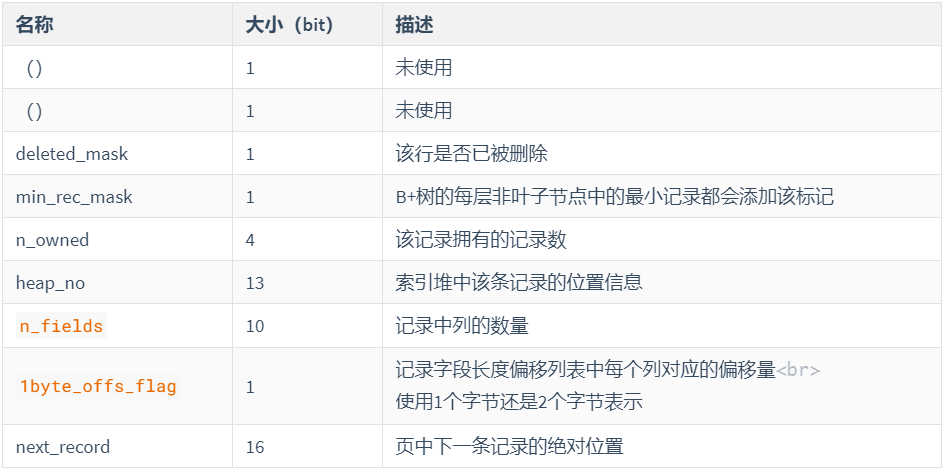 名称 大小（bit） 描述
（） 1 未使用
（） 1 未使用
deleted_mask 1 该行是否已被删除
min_rec_mask 1 B+树的每层非叶子节点中的最小记录都会添加该标记
n_owned 4 该记录拥有的记录数
heap_no 13 索引堆中该条记录的位置信息
n_fields 10 记录中列的数量
1byte_offs_flag 1 记录字段长度偏移列表中每个列对应的偏移量<br>
使用1个字节还是2个字节表示
next_record 16 页中下一条记录的绝对位置